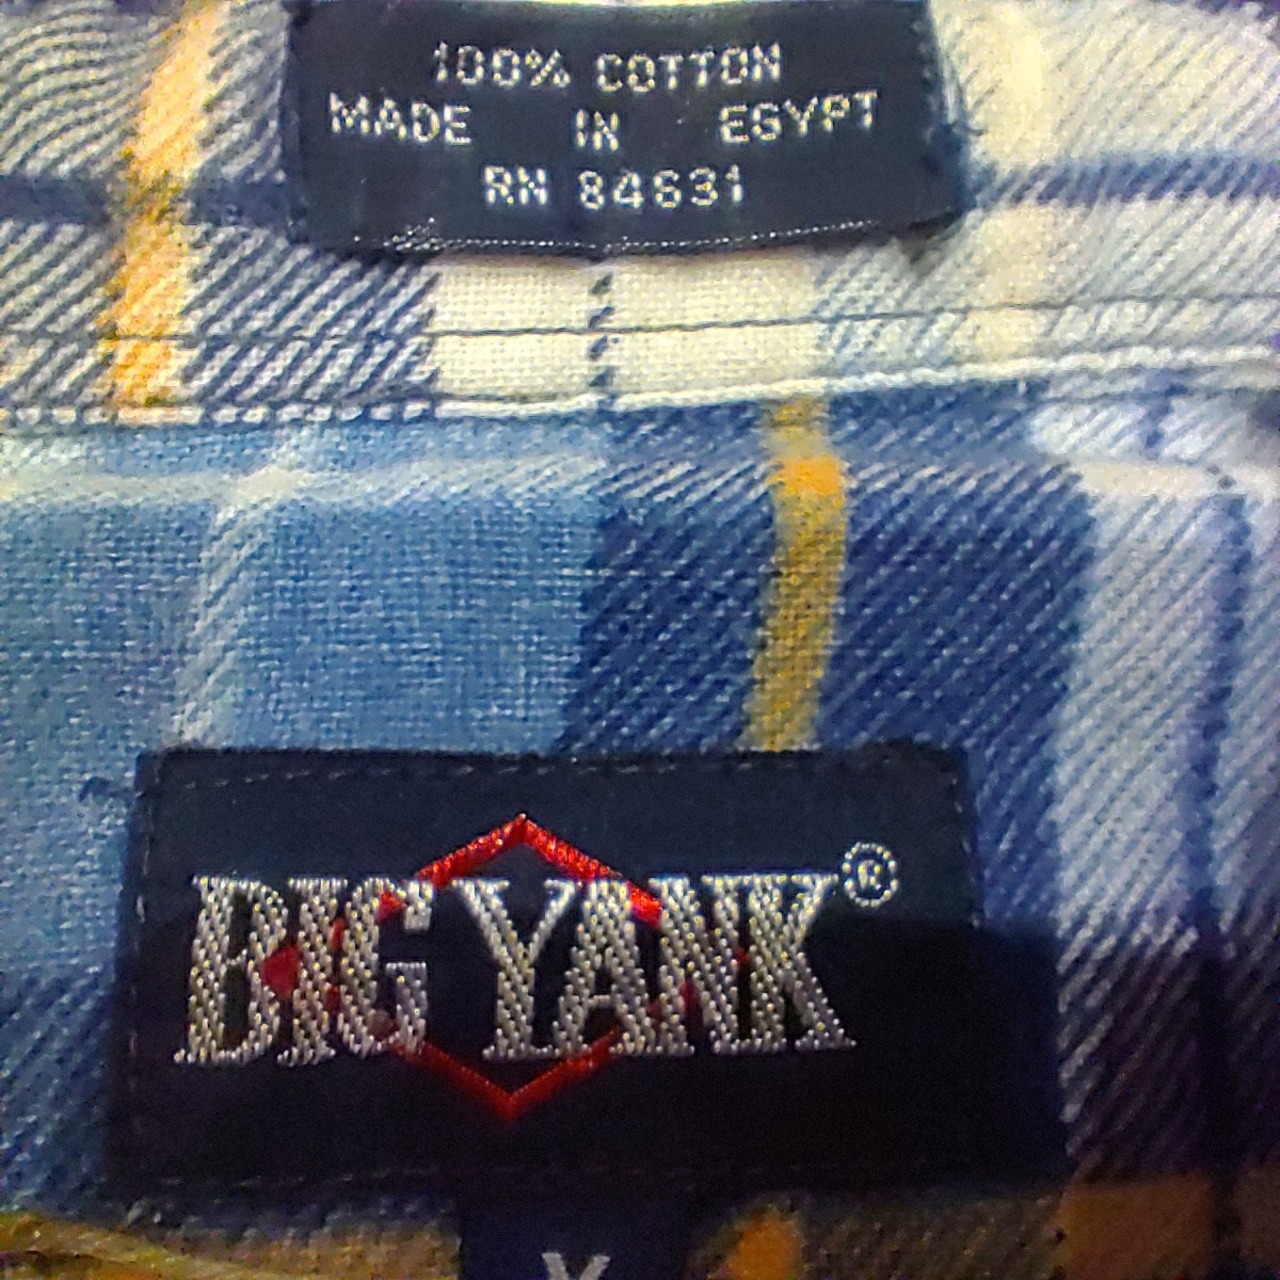 100% COTTON
MADE IN EGYPT
RN 84631
BIG YANK®
X